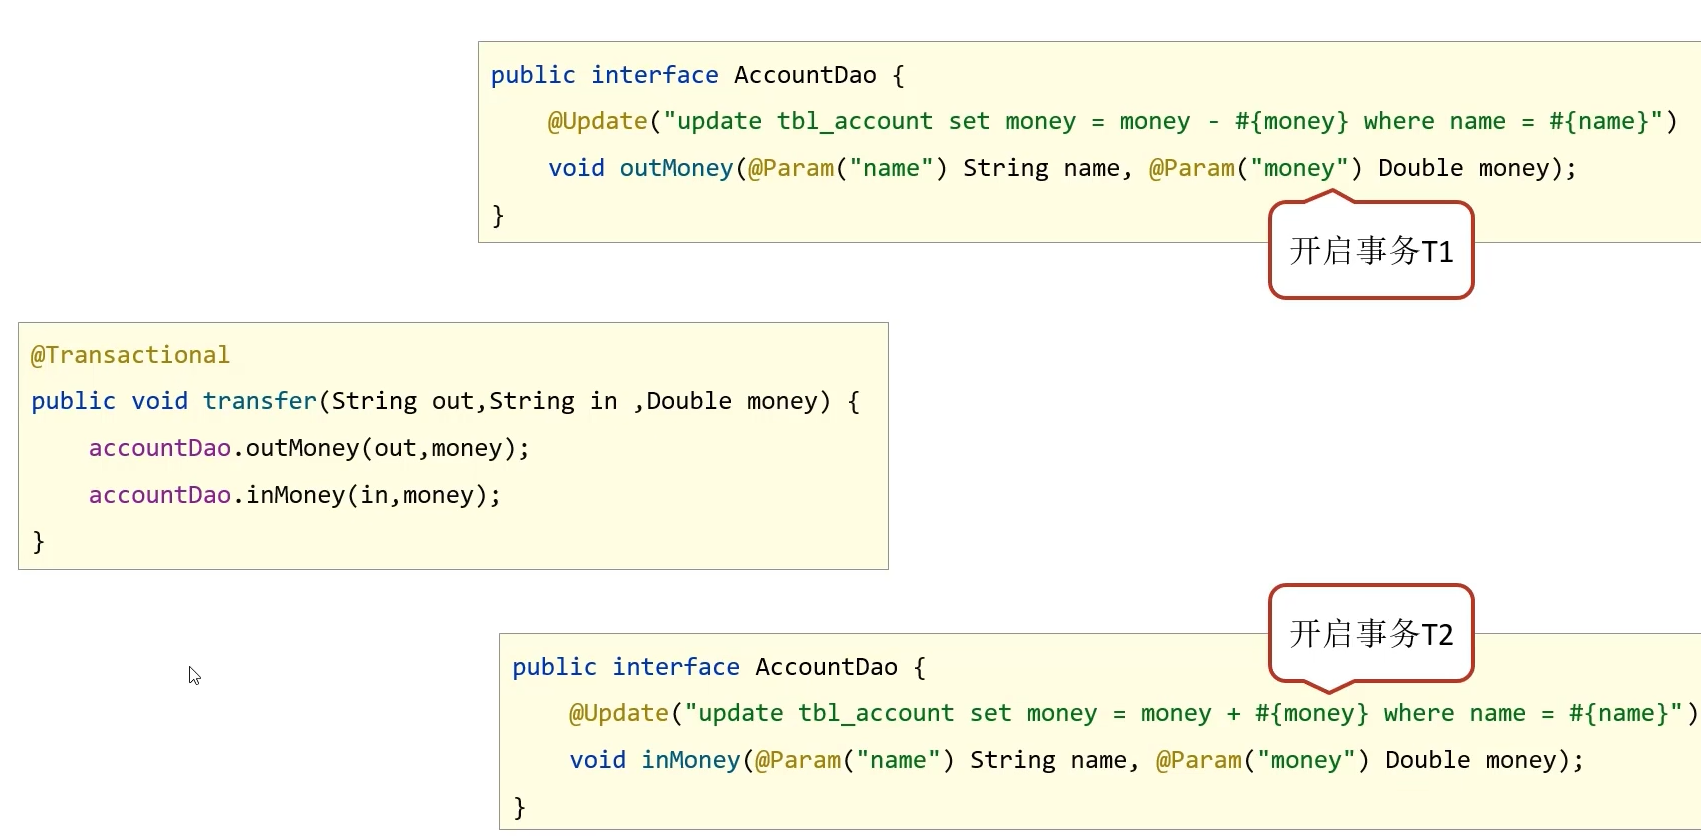 public interface AccountDao {
    @Update("update tbl_account set money = money - #{money} where name = #{name}")
    void outMoney(@Param("name") String name, @Param("money") Double money);
}
开启事务T1
@Transactional
public void transfer(String out,String in ,Double money) {
    accountDao.outMoney(out,money);
    accountDao.inMoney(in,money);
}
开启事务T2
public interface AccountDao {
    @Update("update tbl_account set money = money + #{money} where name = #{name}")
    void inMoney(@Param("name") String name, @Param("money") Double money);
}